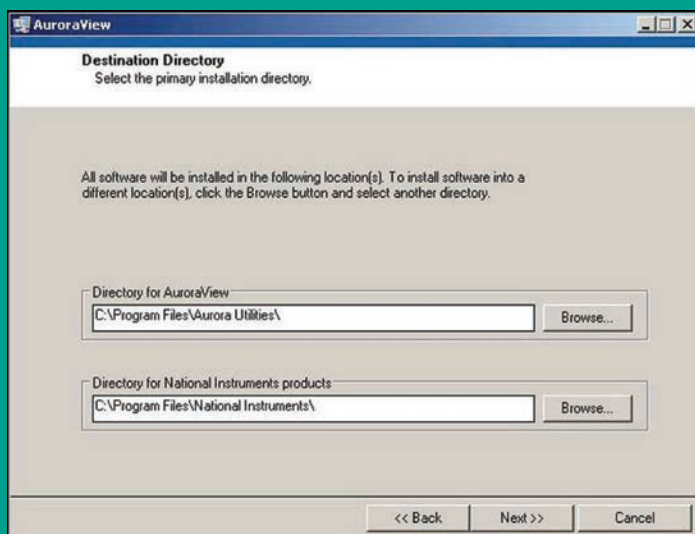 AuroraView
Destination Directory
Select the primary installation directory.
All software will be installed in the following location(s). To install software into a
different location(s), click the Browse button and select another directory.
Directory for AuroraView
C:\Program Files\Aurora Utilities\
Browse...
Directory for National Instruments products
C:\Program Files\National Instruments\
Browse...
<< Back
Next >>
Cancel